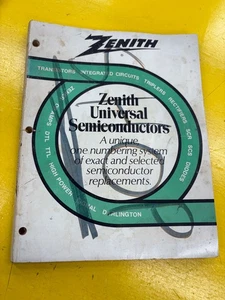 ZENITH
TRANSISTORS INTEGRATED CIRCUITS TRIPLERS RECTIFIERS SCR SCS DIODES
Zenith
Universal
Semiconductors
A unique
one numbering system
of exact and selected
semiconductor
replacements.
DTL TTL HIGH POWER
DARLINGTON